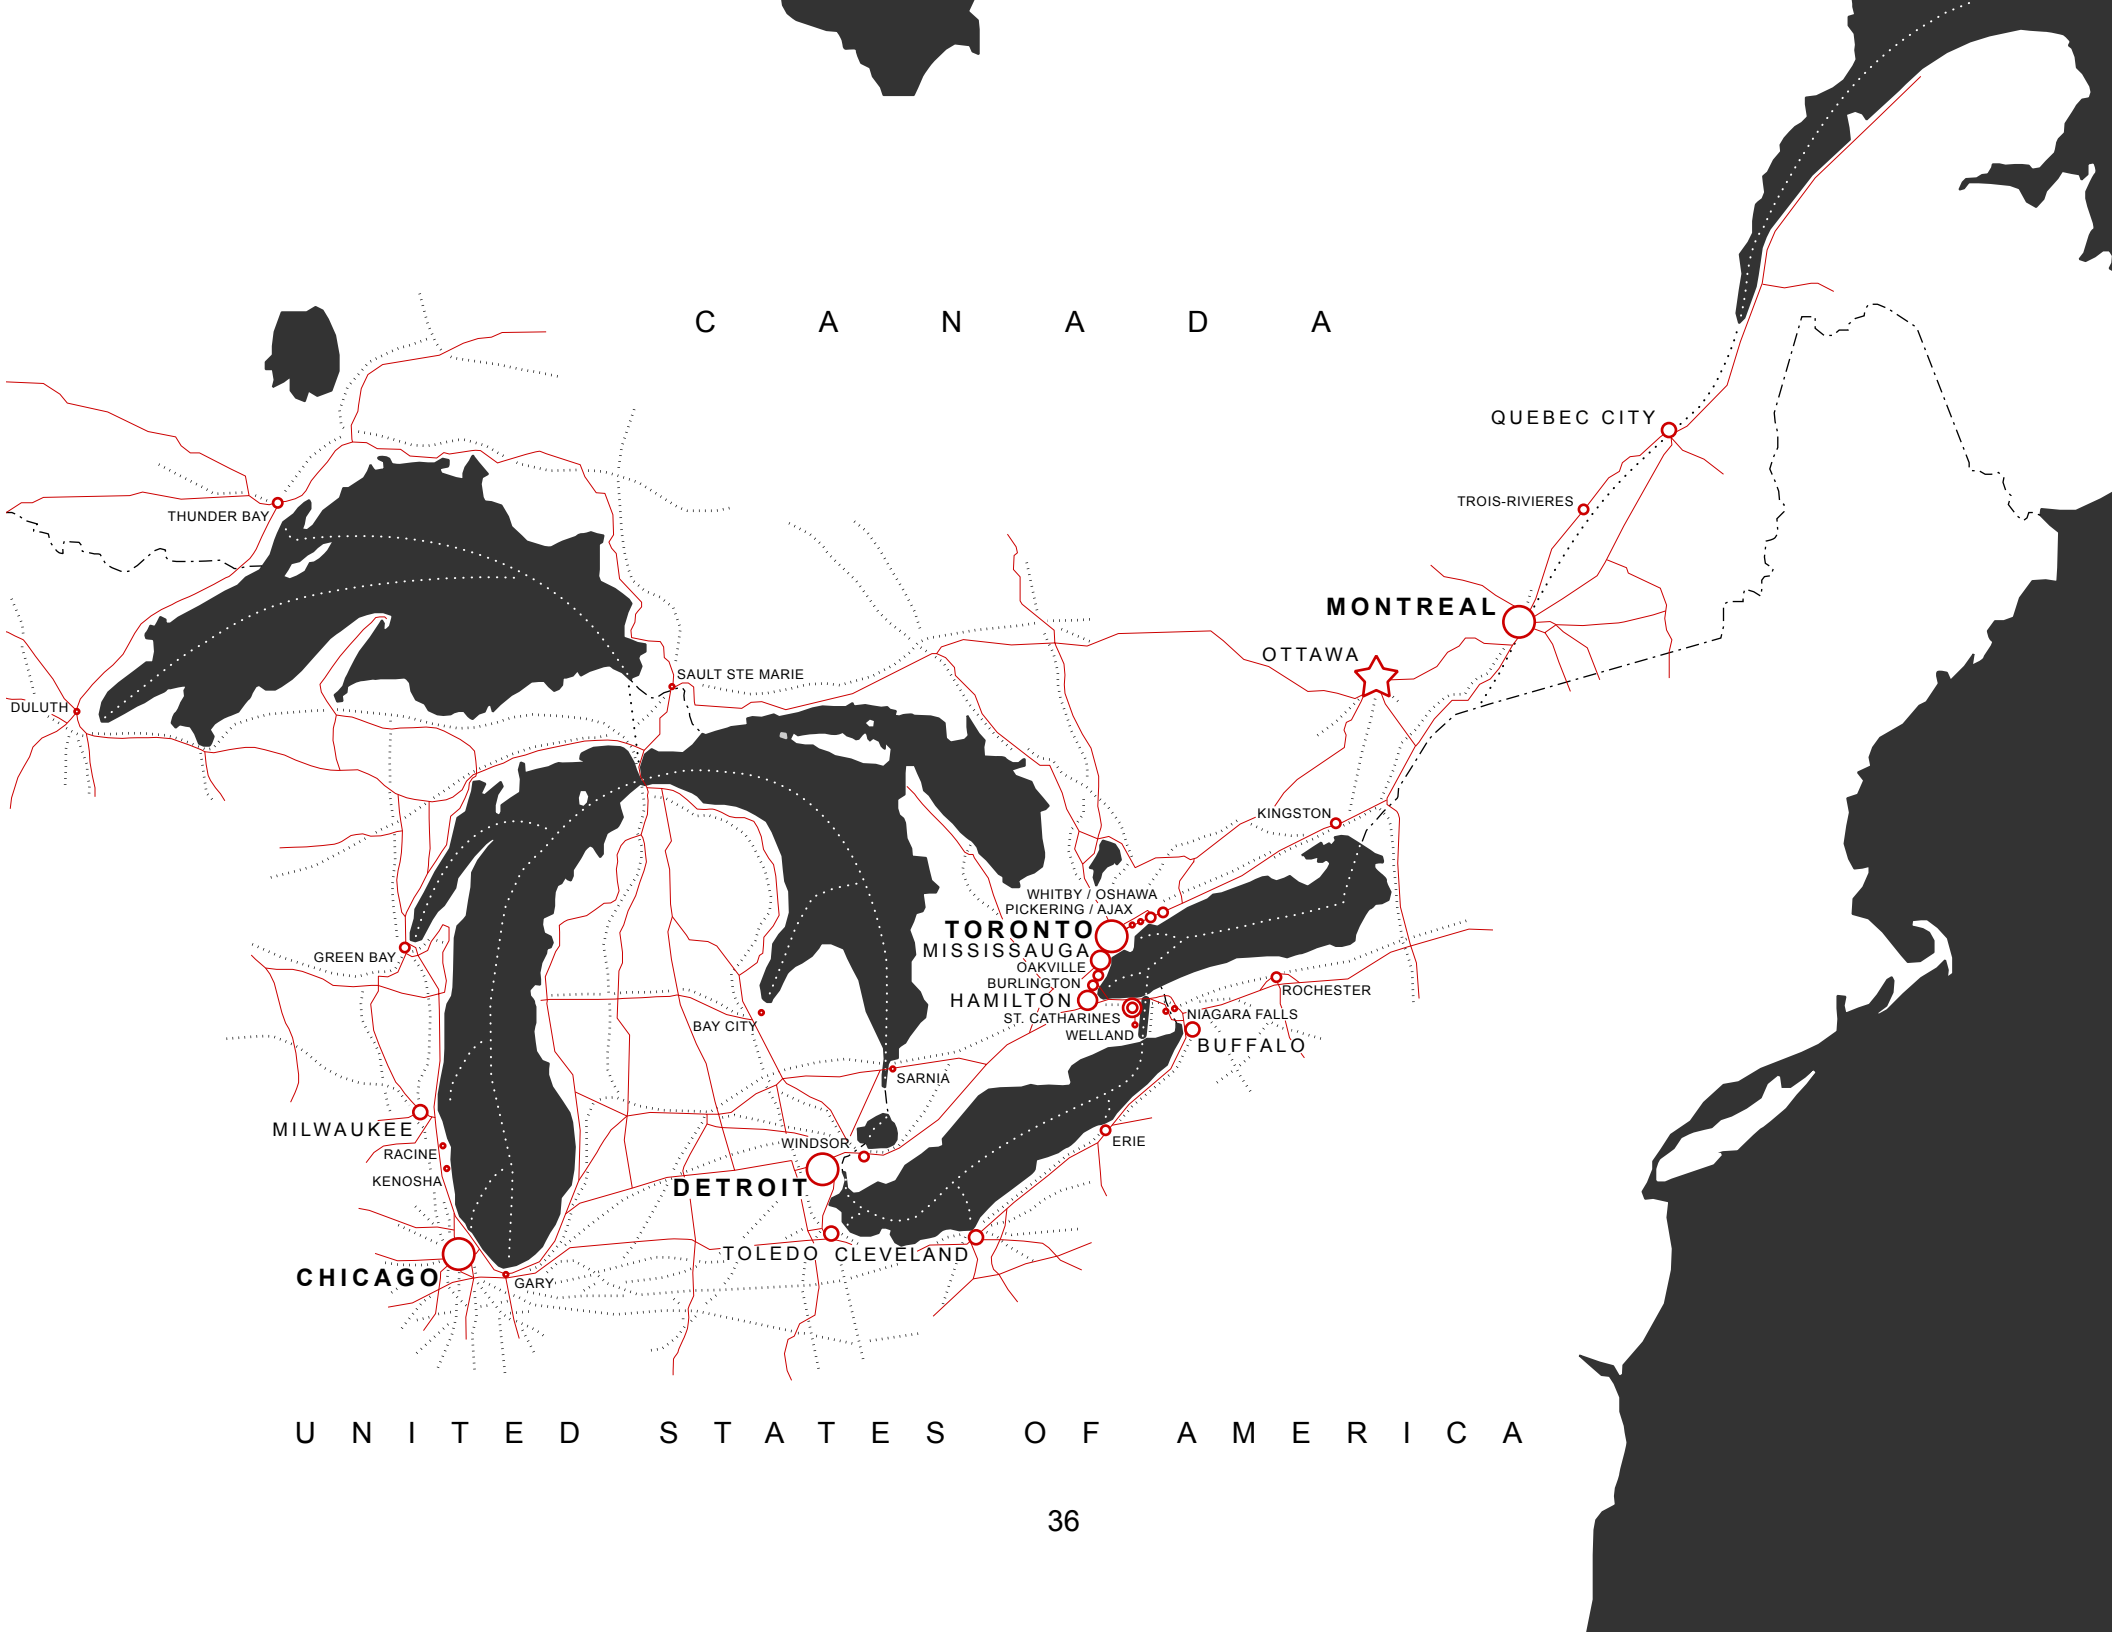 C A N A D A
QUEBEC CITY
TROIS-RIVIERES
THUNDER BAY
MONTREAL
OTTAWA
SAULT STE MARIE
DULUTH
KINGSTON
WHITBY / OSHAWA
PICKERING / AJAX
TORONTO
MISSISSAUGA
GREEN BAY
OAKVILLE
BURLINGTON
ROCHESTER
HAMILTON
ST. CATHARINES
NIAGARA FALLS
BAY CITY
WELLAND
BUFFALO
SARNIA
MILWAUKEE
WINDSOR
ERIE
RACINE
KENOSHA
DETROIT
TOLEDO
CLEVELAND
CHICAGO
GARY
U N I T E D S T A T E S O F A M E R I C A
36